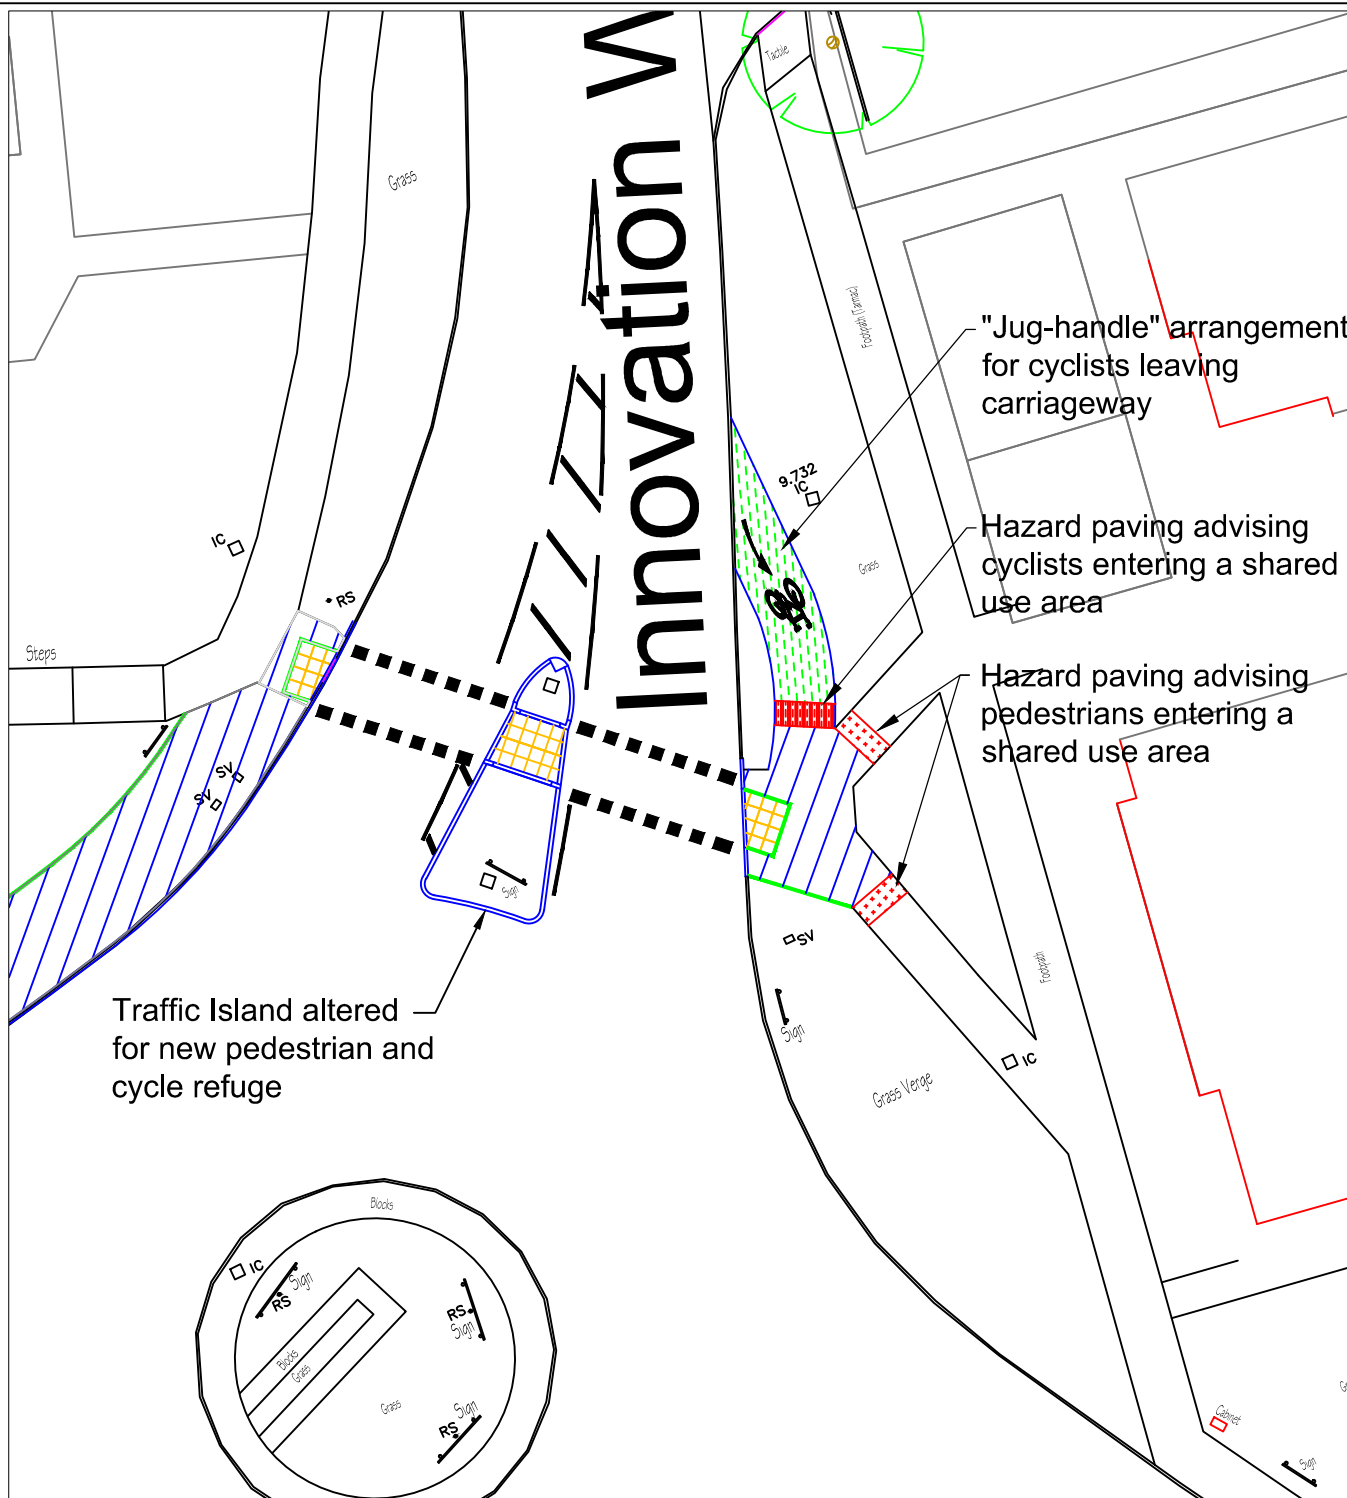 Innovation W
Tactile
Grass
Footpath (Tarmac)
"Jug-handle" arrangement
for cyclists leaving
carriageway
9.732
IC
Grass
Hazard paving advising
cyclists entering a shared
use area
IC
RS
Steps
Hazard paving advising
pedestrians entering a
shared use area
SV
SV
Sign
SV
Sign
Footpath
IC
Grass Verge
Traffic Island altered
for new pedestrian and
cycle refuge
Blocks
IC
Sign
RS
RS
Sign
Blocks
Grass
Grass
Sign
RS
Cabinet
Sign